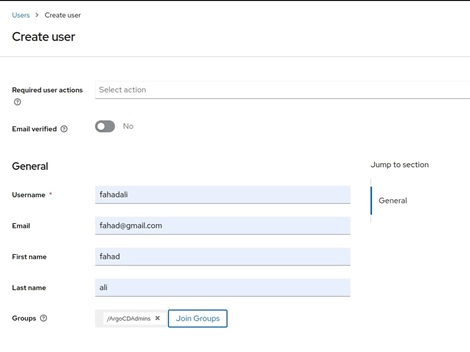 Users > Create user
Create user
Required user actions
Select action
Email verified
No
General
Jump to section
Username *
fahadali
General
Email
fahad@gmail.com
First name
fahad
Last name
ali
Groups
/ArgoCDAdmins ×
Join Groups